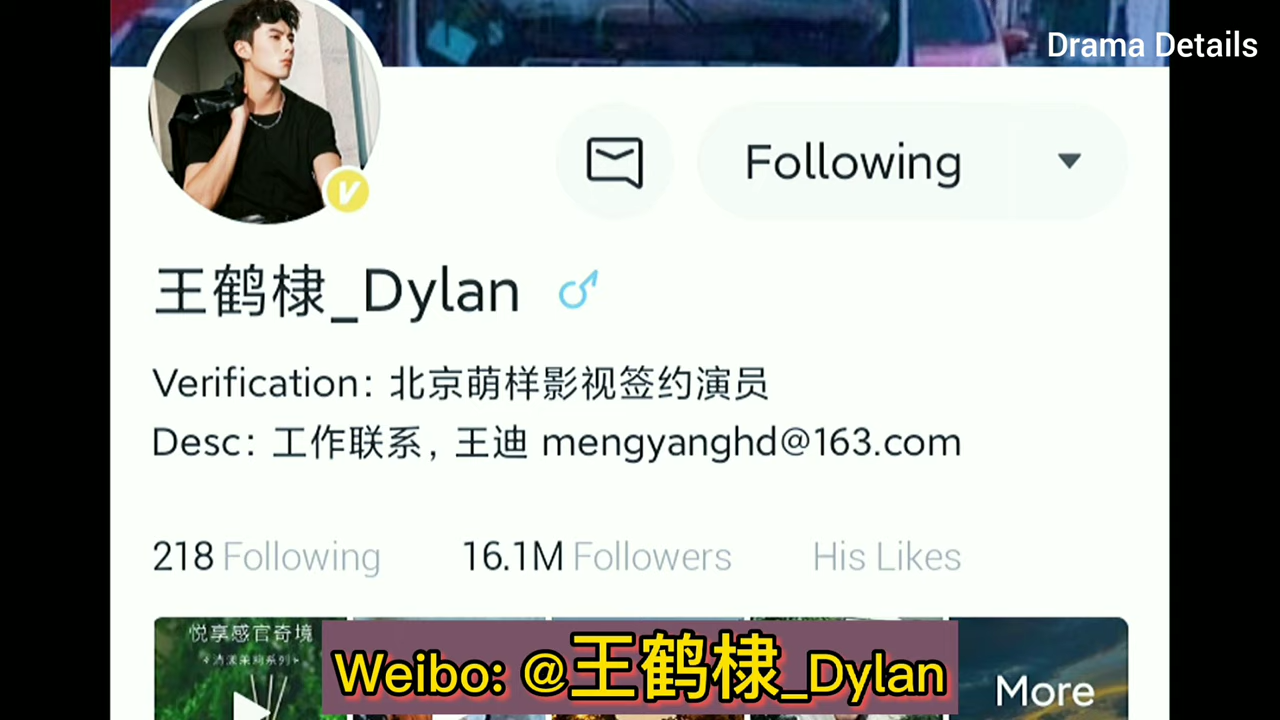 Drama Details
Following
王鹤棣_Dylan
Verification: 北京萌样影视签约演员
Desc: 工作联系, 王迪 mengyanghd@163.com
218 Following 16.1M Followers His Likes
悦享感官奇境
More
Weibo: @王鹤棣_Dylan